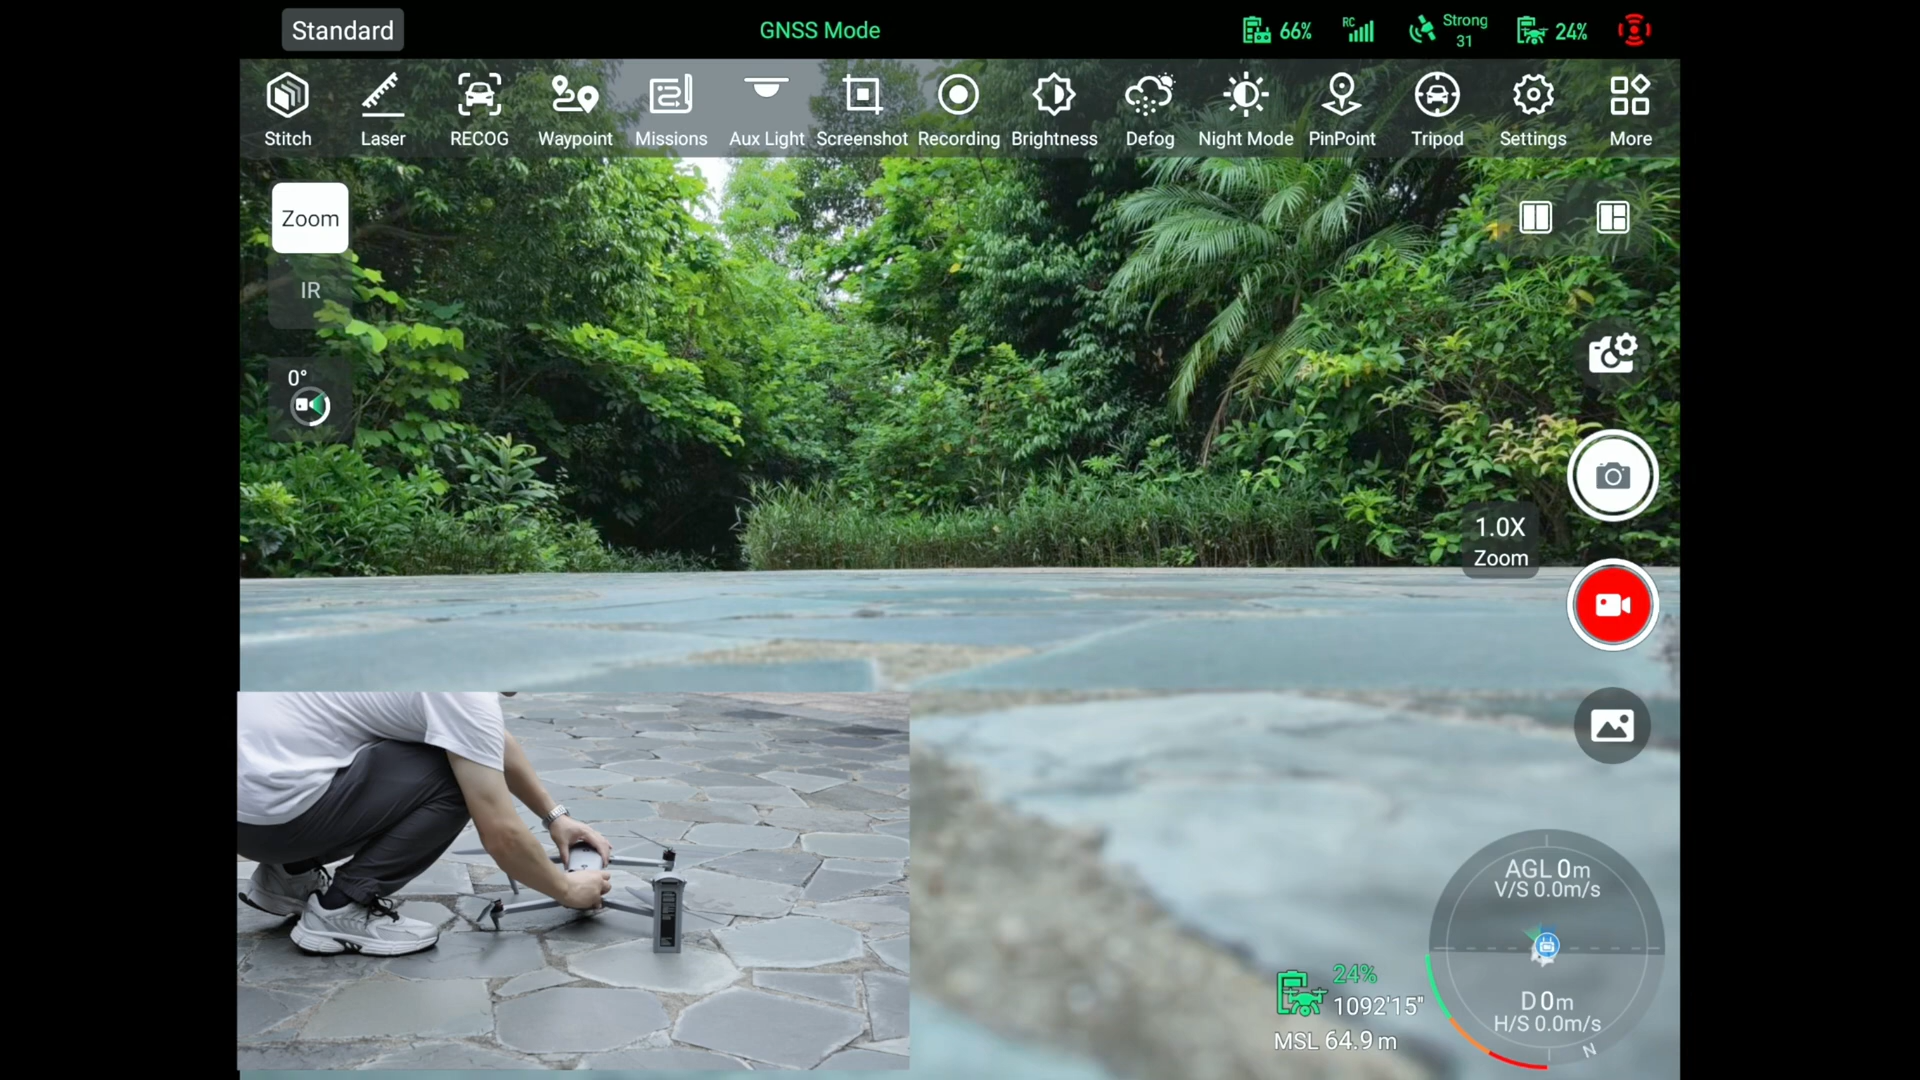 Standard
GNSS Mode
66%
RC
Strong
31
24%
Stitch
Laser
RECOG
Waypoint
Missions
Aux Light
Screenshot
Recording
Brightness
Defog
Night Mode
PinPoint
Tripod
Settings
More
Zoom
IR
0°
1.0X
Zoom
AGL 0m
V/S 0.0m/s
24%
1092'15"
MSL 64.9 m
D 0m
H/S 0.0m/s
N